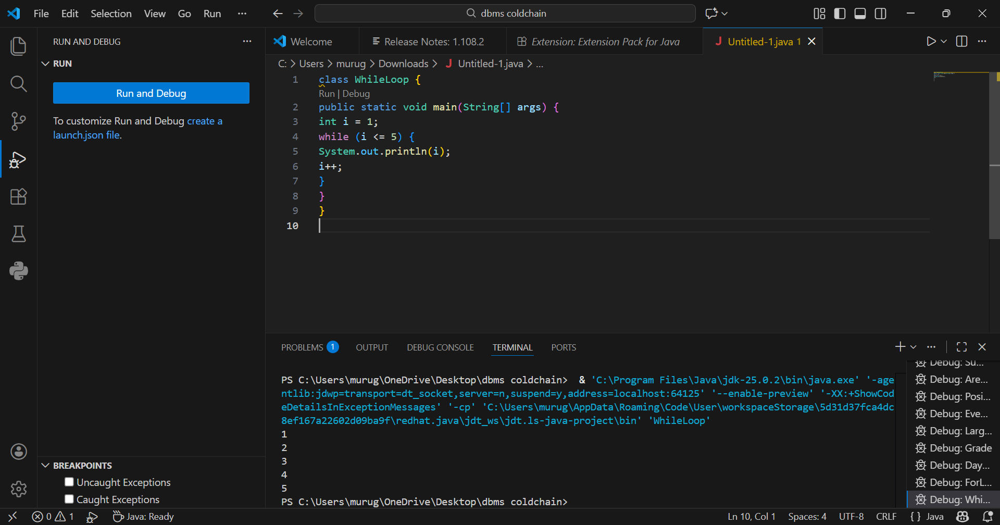 File Edit Selection View Go Run ··· dbms coldchain
RUN AND DEBUG ···
RUN
Run and Debug
To customize Run and Debug create a
launch.json file.
BREAKPOINTS
Uncaught Exceptions
Caught Exceptions
Welcome Release Notes: 1.108.2 Extension: Extension Pack for Java J Untitled-1.java 1
C: > Users > murug > Downloads > J Untitled-1.java > ...
1 class WhileLoop {
Run | Debug
2 public static void main(String[] args) {
3 int i = 1;
4 while (i <= 5) {
5 System.out.println(i);
6 i++;
7 }
8 }
9 }
10
PROBLEMS 1 OUTPUT DEBUG CONSOLE TERMINAL PORTS
PS C:\Users\murug\OneDrive\Desktop\dbms coldchain>  & 'C:\Program Files\Java\jdk-25.0.2\bin\java.exe' '-age
ntlib:jdwp=transport=dt_socket,server=n,suspend=y,address=localhost:64125' '--enable-preview' '-XX:+ShowCod
eDetailsInExceptionMessages' '-cp' 'C:\Users\murug\AppData\Roaming\Code\User\workspaceStorage\5d31d37fca4dc
8ef167a22602d09ba9f\redhat.java\jdt_ws\jdt.ls-java-project\bin' 'WhileLoop'
1
2
3
4
5
PS C:\Users\murug\OneDrive\Desktop\dbms coldchain>
Debug: Su...
Debug: Are...
Debug: Posi...
Debug: Eve...
Debug: Larg...
Debug: Grade
Debug: Day...
Debug: ForL...
Debug: Whi...
0 1 Java: Ready Ln 10, Col 1 Spaces: 4 UTF-8 CRLF { } Java